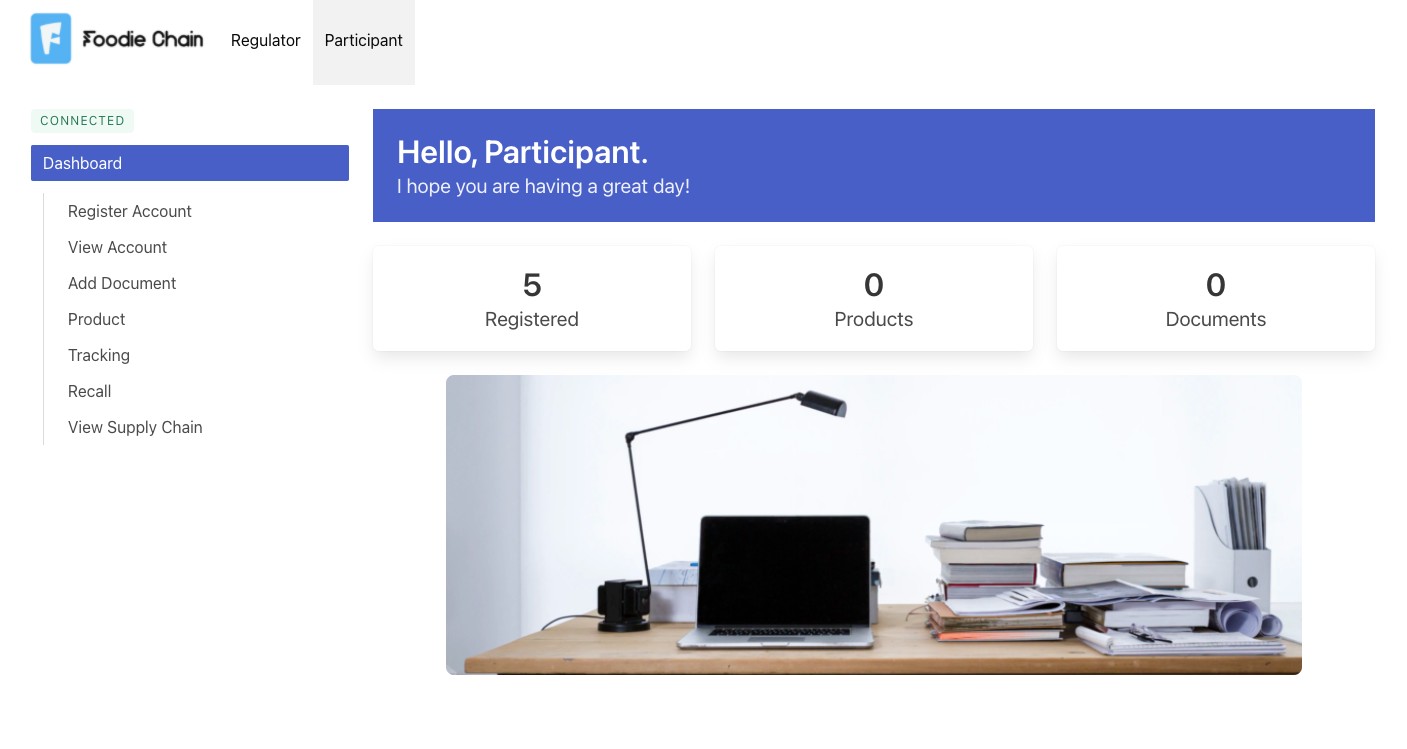 Foodie Chain
Regulator
Participant
CONNECTED
Dashboard
Register Account
View Account
Add Document
Product
Tracking
Recall
View Supply Chain
Hello, Participant.
I hope you are having a great day!
5
Registered
0
Products
0
Documents